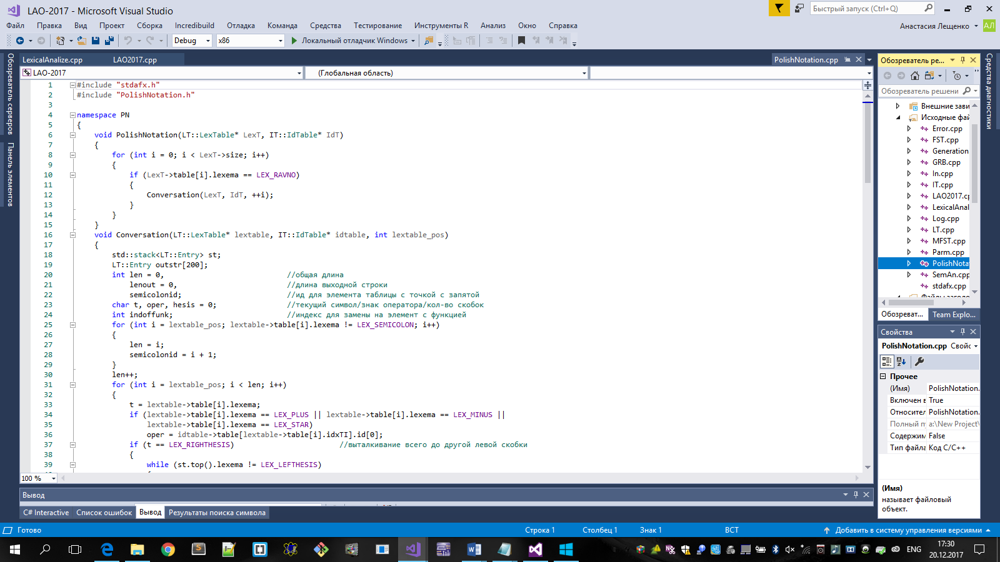 LAO-2017 - Microsoft Visual Studio
Быстрый запуск (Ctrl+Q)
Файл Правка Вид Проект Сборка Incredibuild Отладка Команда Средства Тестирование Инструменты R Анализ Окно Справка
Анастасия Лещенко АЛ
Debug x86 Локальный отладчик Windows
Обозреватель серверов
Панель элементов
LexicalAnalize.cpp LAO2017.cpp PolishNotation.cpp
LAO-2017 (Глобальная область)
1 #include "stdafx.h"
2 #include "PolishNotation.h"
3
4 namespace PN
5 {
6 void PolishNotation(LT::LexTable* LexT, IT::IdTable* IdT)
7 {
8 for (int i = 0; i < LexT->size; i++)
9 {
10 if (LexT->table[i].lexema == LEX_RAVNO)
11 {
12 Conversation(LexT, IdT, ++i);
13 }
14 }
15 }
16 void Conversation(LT::LexTable* lextable, IT::IdTable* idtable, int lextable_pos)
17 {
18 std::stack<LT::Entry> st;
19 LT::Entry outstr[200];
20 int len = 0, //общая длина
21 lenout = 0, //длина выходной строки
22 semicolonid; //ид для элемента таблицы с точкой с запятой
23 char t, oper, hesis = 0; //текущий символ/знак оператора/кол-во скобок
24 int indoffunk; //индекс для замены на элемент с функцией
25 for (int i = lextable_pos; lextable->table[i].lexema != LEX_SEMICOLON; i++)
26 {
27 len = i;
28 semicolonid = i + 1;
29 }
30 len++;
31 for (int i = lextable_pos; i < len; i++)
32 {
33 t = lextable->table[i].lexema;
34 if (lextable->table[i].lexema == LEX_PLUS || lextable->table[i].lexema == LEX_MINUS ||
35 lextable->table[i].lexema == LEX_STAR)
36 oper = idtable->table[lextable->table[i].idxTI].id[0];
37 if (t == LEX_RIGHTHESIS) //выталкивание всего до другой левой скобки
38 {
39 while (st.top().lexema != LEX_LEFTHESIS)
100 %
Вывод
C# Interactive Список ошибок Вывод Результаты поиска символа
Обозреватель ре...
Обозреватель решени
Внешние зави
Исходные фай
Error.cpp
FST.cpp
Generation
GRB.cpp
In.cpp
IT.cpp
LAO2017.cp
LexicalAnal
Log.cpp
LT.cpp
MFST.cpp
Parm.cpp
PolishNotat
SemAn.cpp
stdafx.cpp
Файлы заголо
Обозреват... Team Explo...
Средства диагностики
Свойства
PolishNotation.cpp Свойс
Прочее
(Имя) PolishNotation.
Включен в True
Относител PolishNotation.
Полный пу a:\New Project\
Содержим False
Тип файла Код C/C++
(Имя)
называет файловый
объект.
Готово Строка 1 Столбец 1 Знак 1 ВСТ Добавить в систему управления версиями
ENG 17:30
20.12.2017